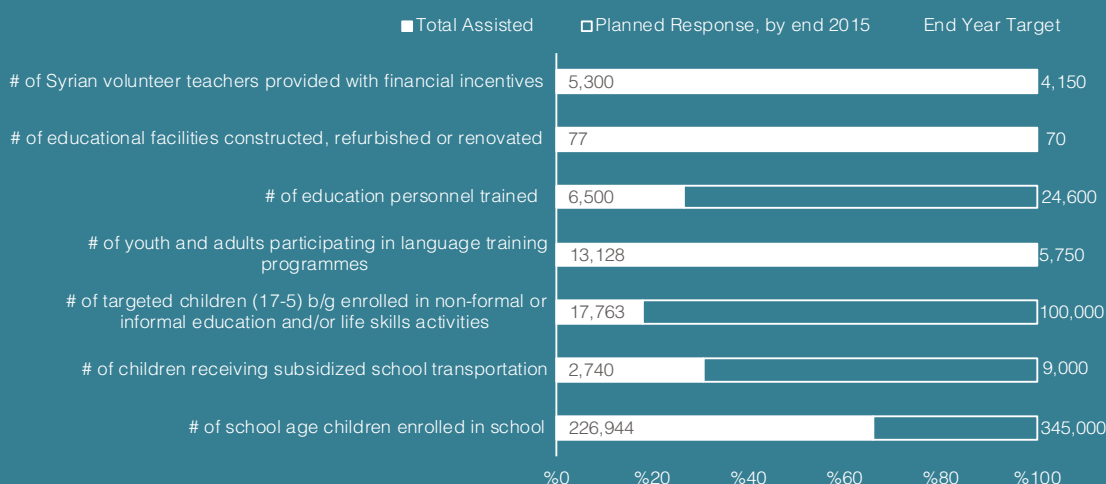 Total Assisted Planned Response, by end 2015 End Year Target
# of Syrian volunteer teachers provided with financial incentives 5,300 4,150
# of educational facilities constructed, refurbished or renovated 77 70
# of education personnel trained 6,500 24,600
# of youth and adults participating in language training
programmes 13,128 5,750
# of targeted children (17-5) b/g enrolled in non-formal or
informal education and/or life skills activities 17,763 100,000
# of children receiving subsidized school transportation 2,740 9,000
# of school age children enrolled in school 226,944 345,000
%0 %20 %40 %60 %80 %100